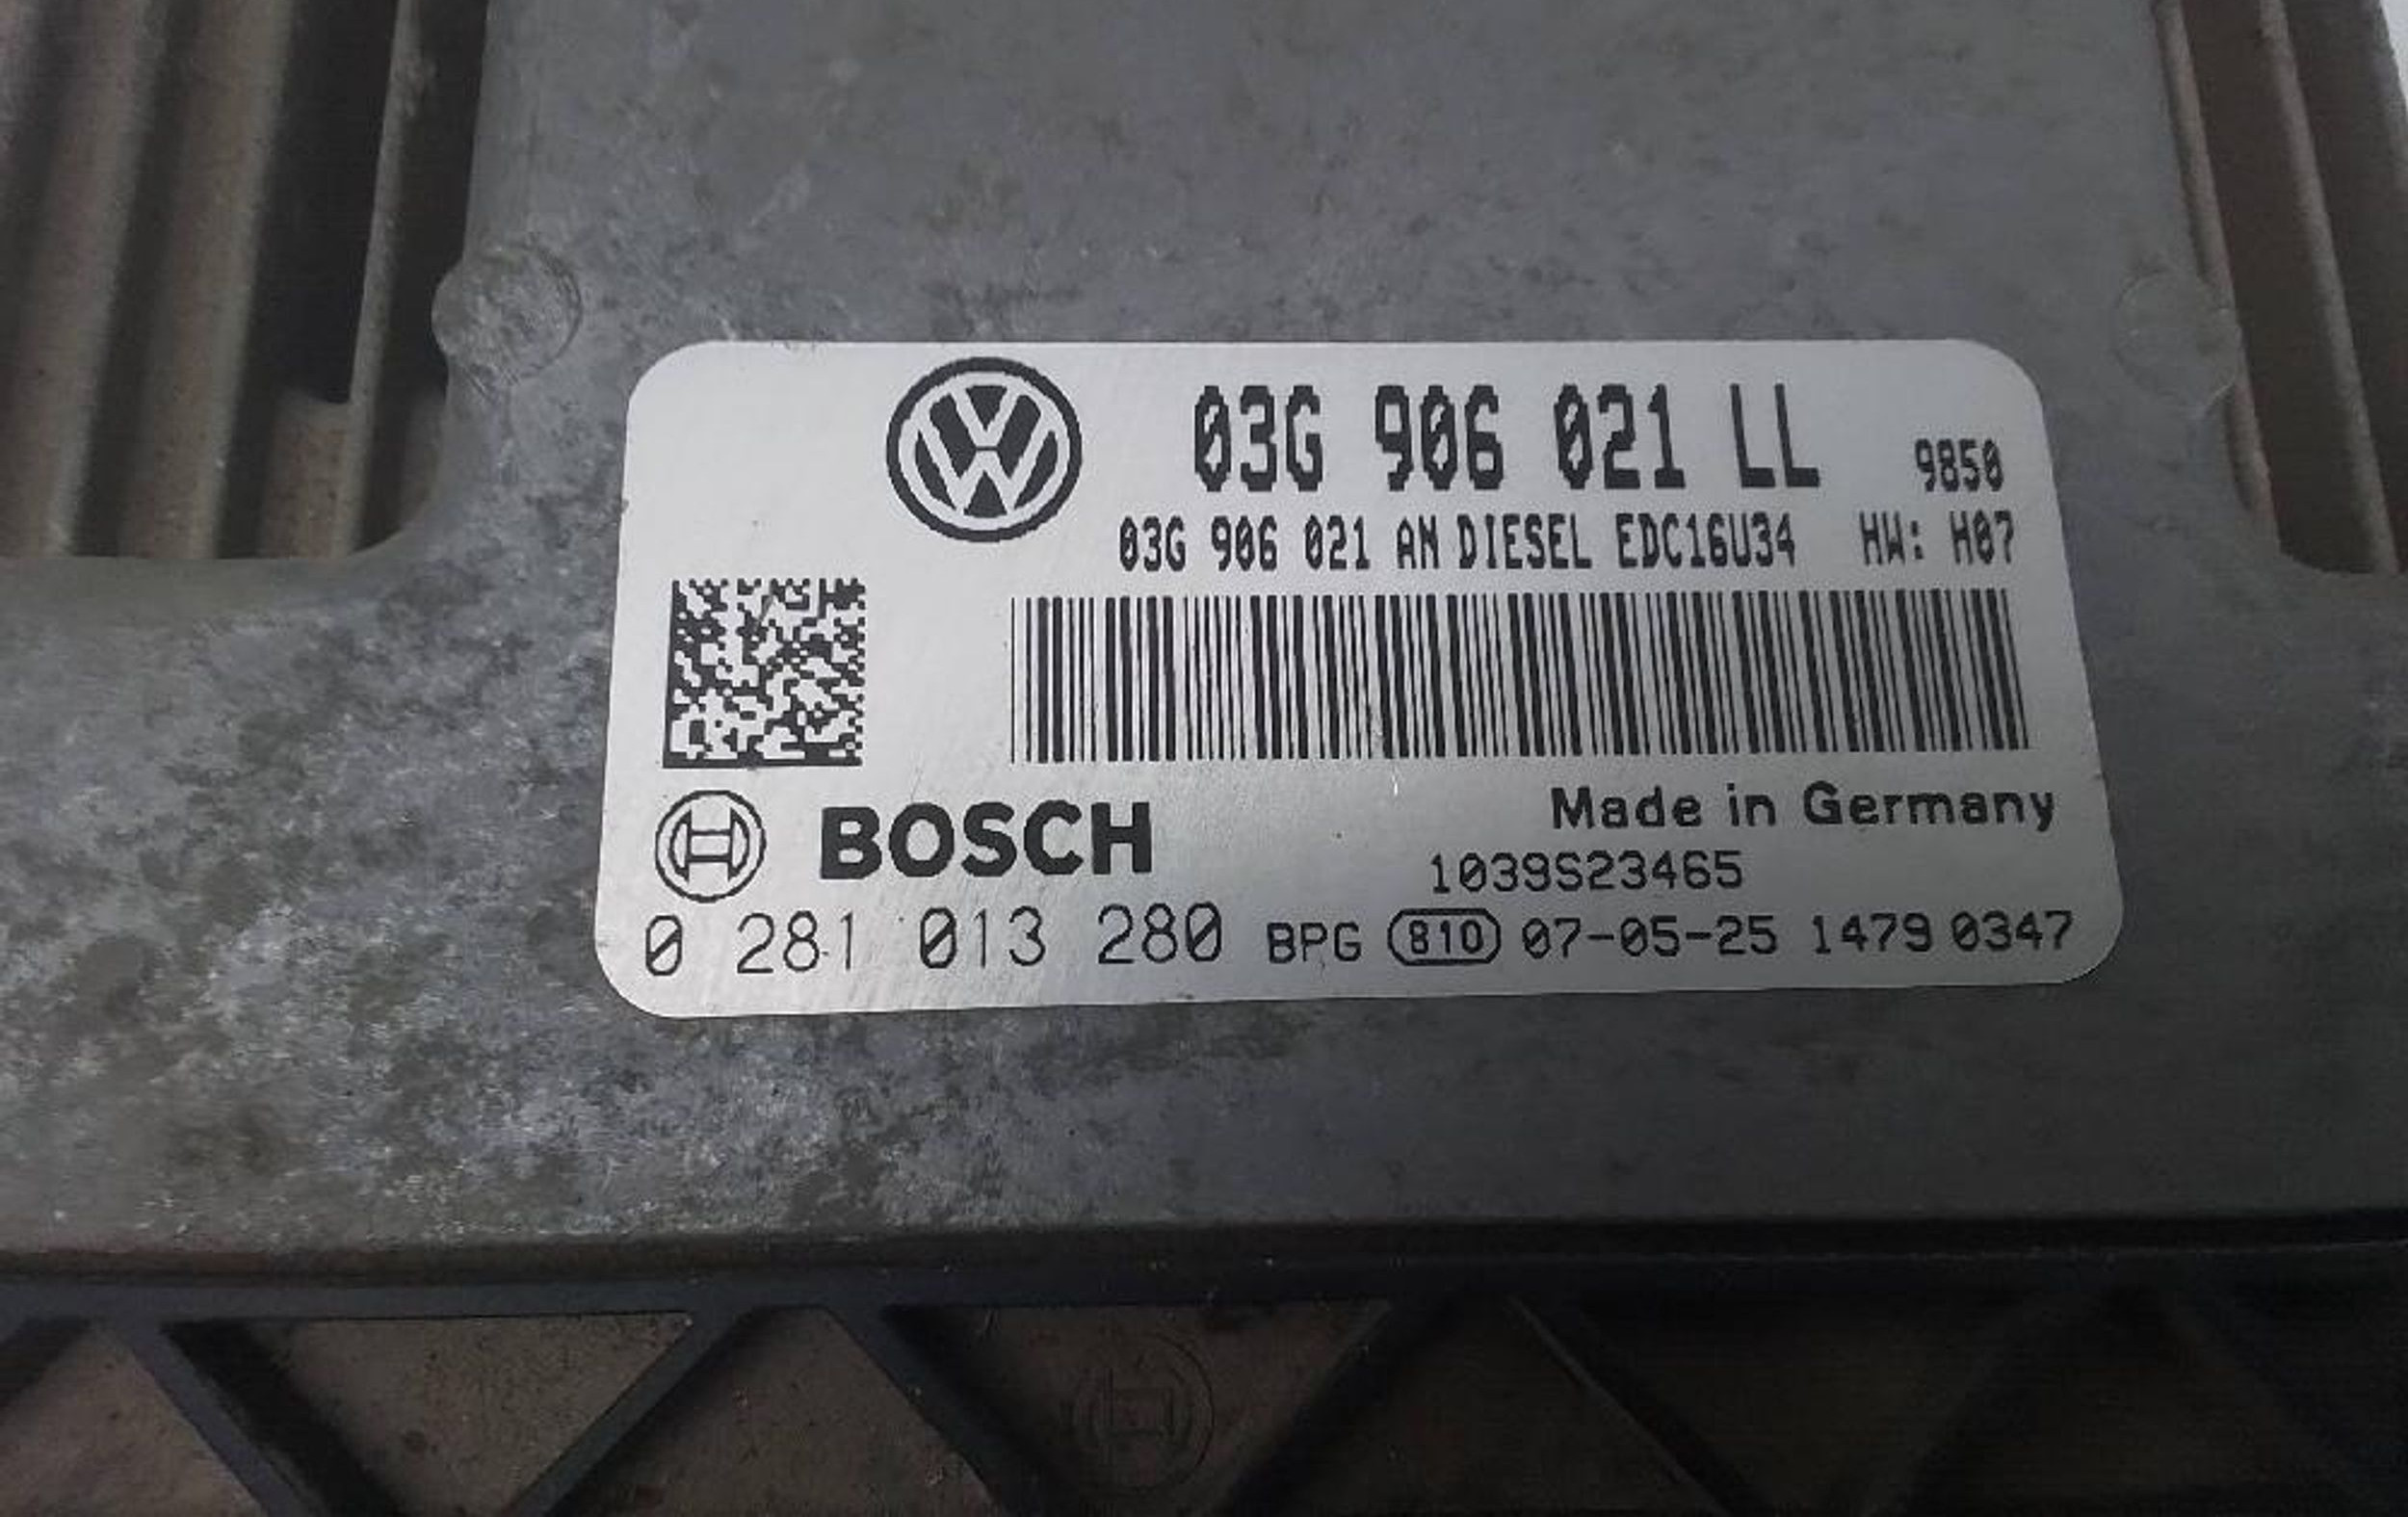 03G 906 021 LL 9850
03G 906 021 AN DIESEL EDC16U34 HW: H07
Made in Germany
BOSCH
1039S23465
0 281 013 280 BPG 810 07-05-25 1479 0347